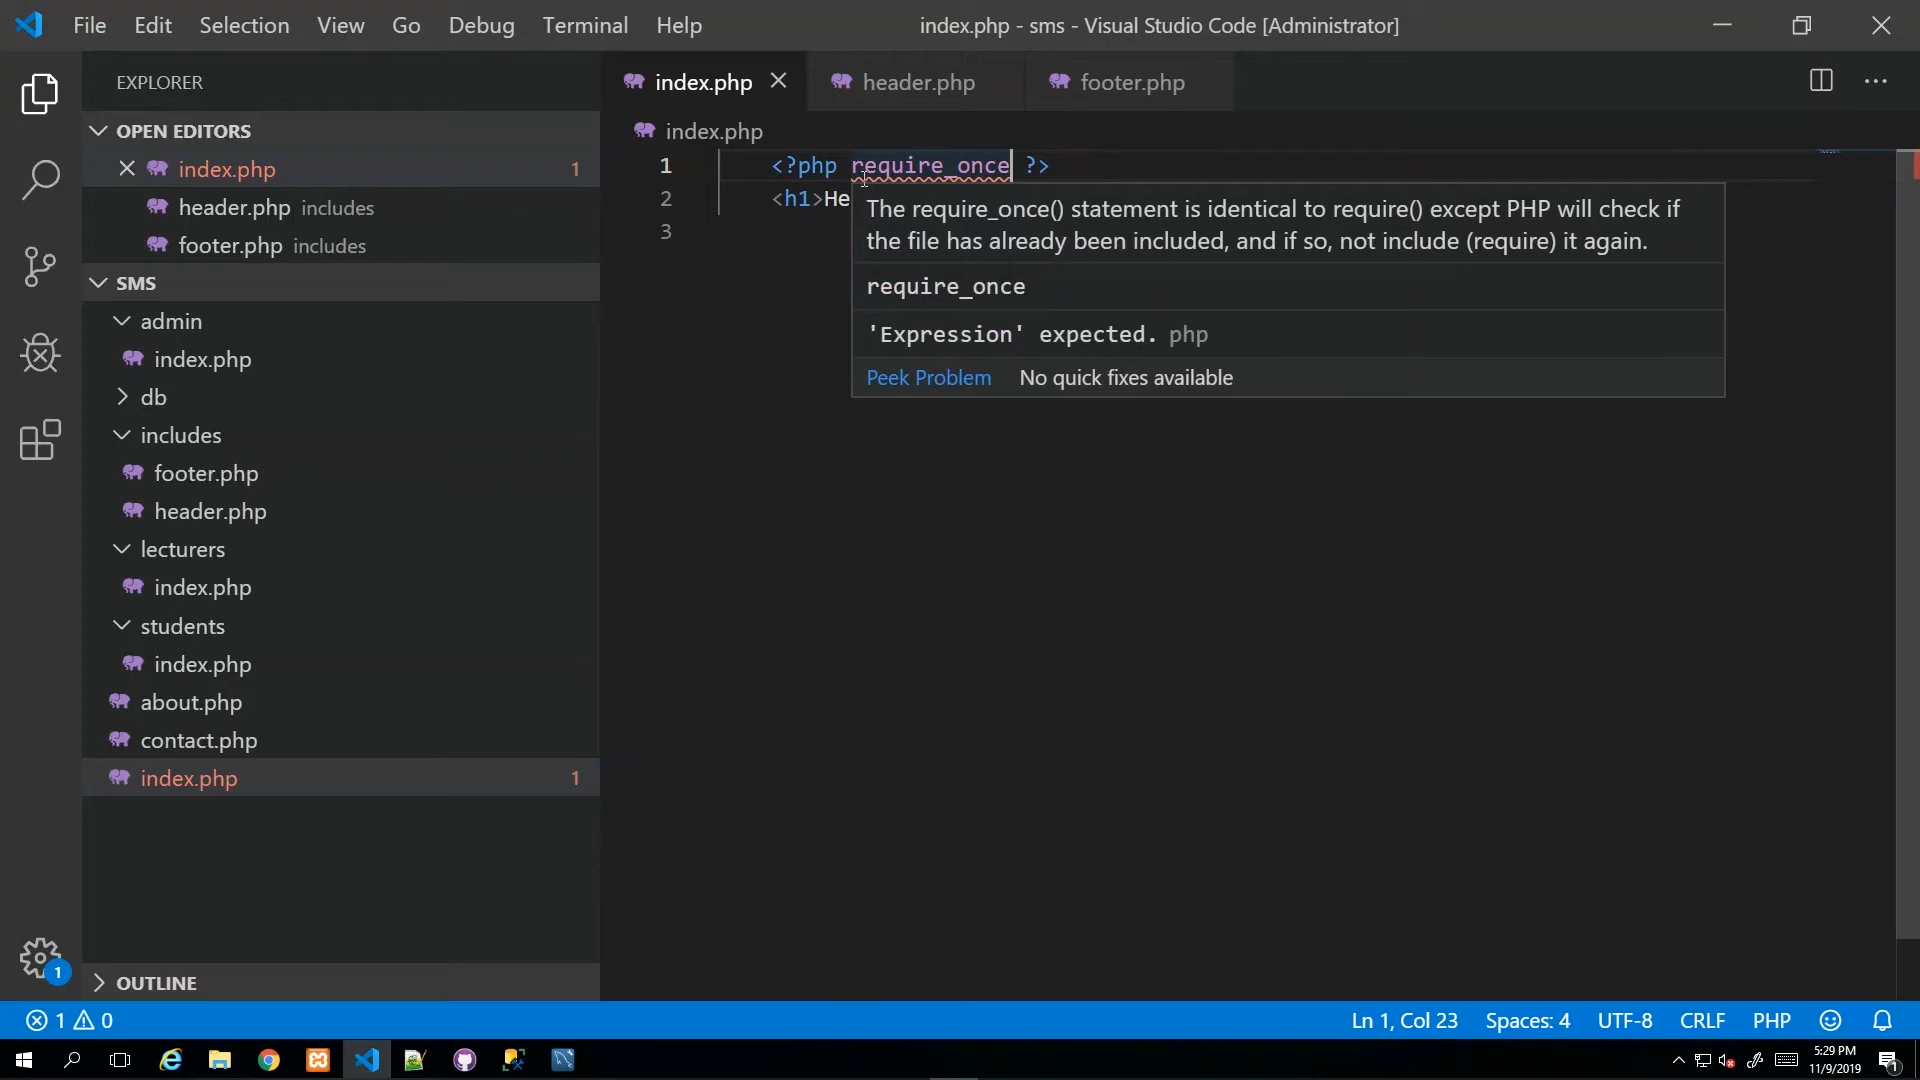 File Edit Selection View Go Debug Terminal Help
index.php - sms - Visual Studio Code [Administrator]
EXPLORER
OPEN EDITORS
index.php 1
header.php includes
footer.php includes
SMS
admin
index.php
db
includes
footer.php
header.php
lecturers
index.php
students
index.php
about.php
contact.php
index.php 1
OUTLINE
index.php header.php footer.php
index.php
1 <?php require_once ?>
2 <h1>He
3
The require_once() statement is identical to require() except PHP will check if
the file has already been included, and if so, not include (require) it again.
require_once
'Expression' expected. php
Peek Problem No quick fixes available
1
1 0
Ln 1, Col 23 Spaces: 4 UTF-8 CRLF PHP
5:29 PM
11/9/2019
1